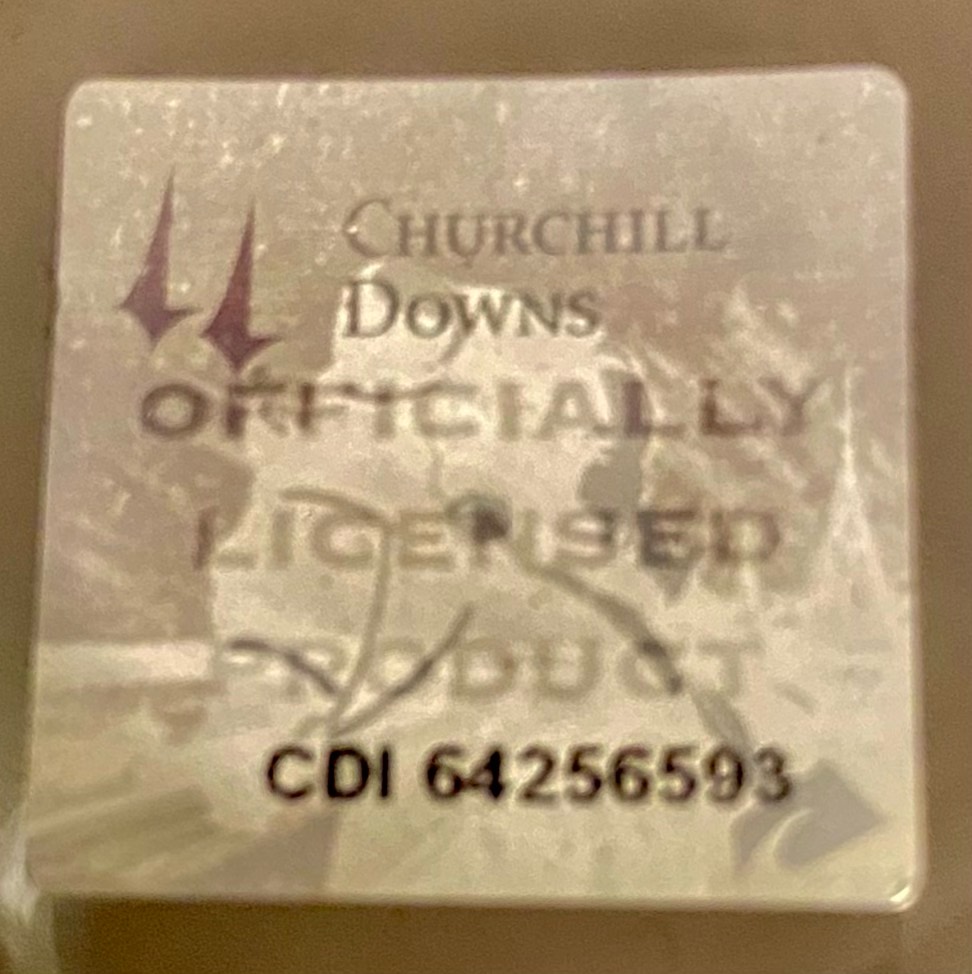 CHURCHILL
DOWNS
OFFICIALLY
LICENSED
PRODUCT
CDI 64256593